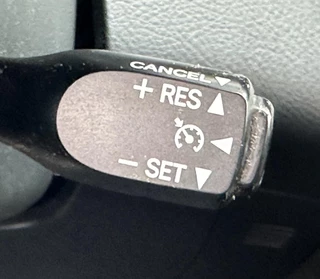 CANCEL▼
+ RES ▲
◀
− SET ▼